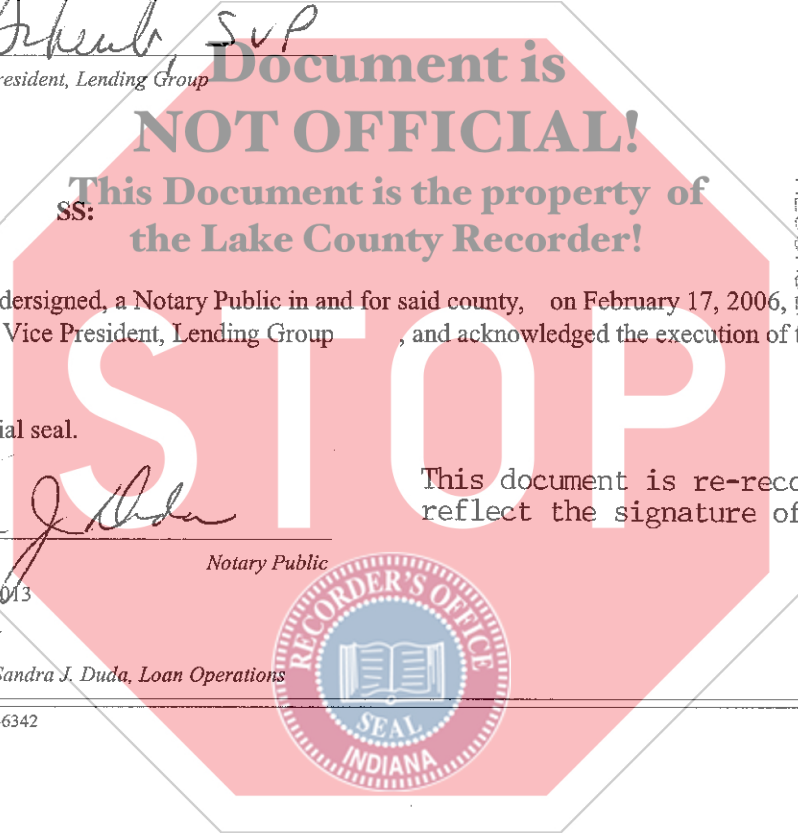 SVP
resident, Lending Group
Document is
NOT OFFICIAL!
This Document is the property of
the Lake County Recorder!
SS:
dersigned, a Notary Public in and for said county, on February 17, 2006,
Vice President, Lending Group , and acknowledged the execution of t
ial seal.
STOP
This document is re-reco
reflect the signature of
J Duda
Notary Public
013
Sandra J. Duda, Loan Operations
6342
RECORDER'S OFFICE
SEAL
INDIANA